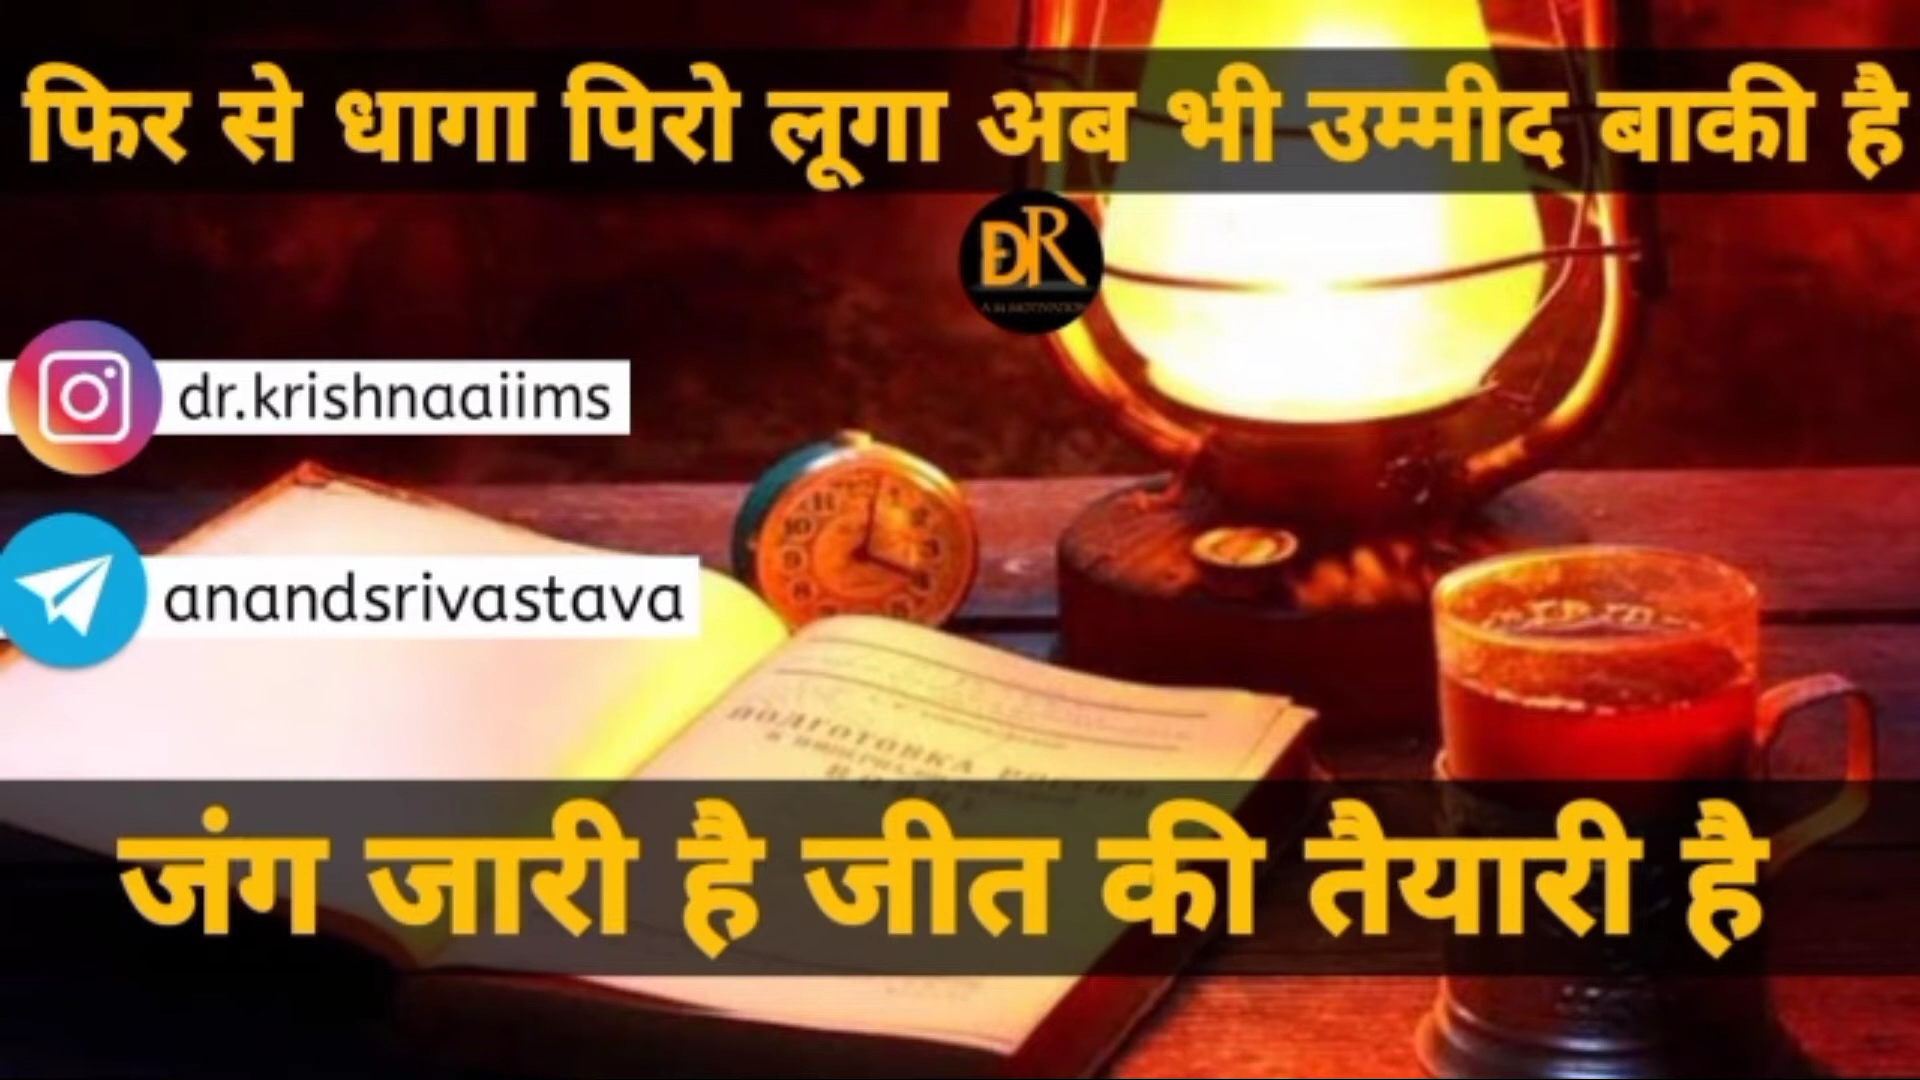 फिर से धागा पिरो लूगा अब भी उम्मीद बाकी है
DR
dr.krishnaaiims
anandsrivastava
जंग जारी है जीत की तैयारी है